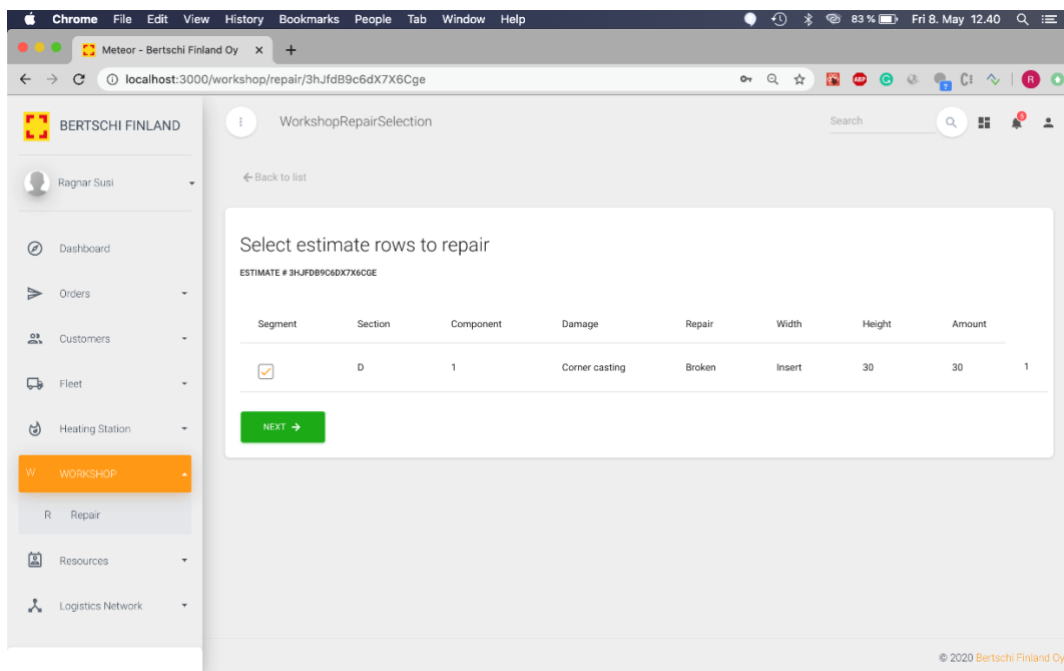 Chrome File Edit View History Bookmarks People Tab Window Help 83 % Fri 8. May 12.40
Meteor - Bertschi Finland Oy
localhost:3000/workshop/repair/3hJfdB9c6dX7X6Cge
ABP
R
BERTSCHI FINLAND
WorkshopRepairSelection
Search
3
Ragnar Susi
Back to list
Dashboard
Orders
Customers
Fleet
Heating Station
W WORKSHOP
R Repair
Resources
Logistics Network
Select estimate rows to repair
ESTIMATE # 3HJFDB9C6DX7X6CGE
Segment Section Component Damage Repair Width Height Amount
D 1 Corner casting Broken Insert 30 30 1
NEXT
© 2020 Bertschi Finland Oy